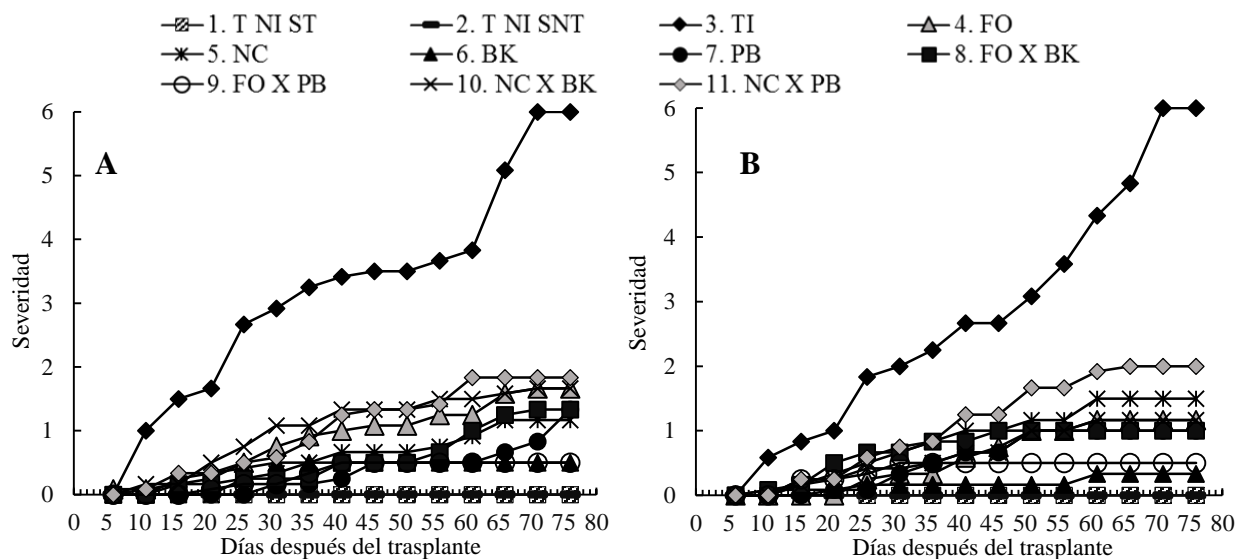 1. T NI ST 2. T NI SNT 3. TI 4. FO
5. NC 6. BK 7. PB 8. FO X BK
9. FO X PB 10. NC X BK 11. NC X PB
A
Severidad
6
5
4
3
2
1
0
0 5 10 15 20 25 30 35 40 45 50 55 60 65 70 75 80
Días después del trasplante
B
Severidad
6
5
4
3
2
1
0
0 5 10 15 20 25 30 35 40 45 50 55 60 65 70 75 80
Días después del trasplante